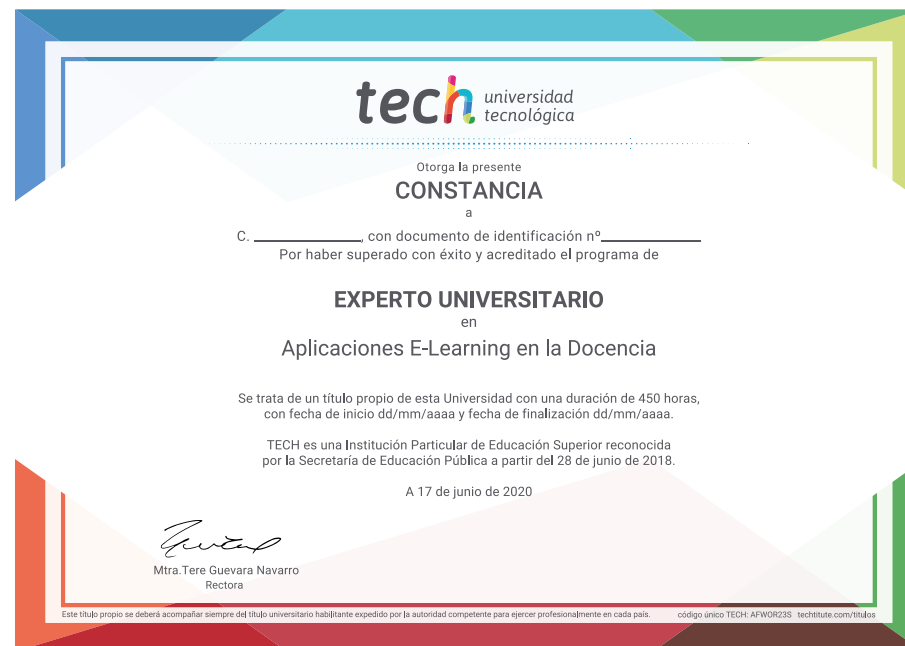 tech universidad
tecnológica
Otorga la presente
CONSTANCIA
a
C. ____________, con documento de identificación nº____________
Por haber superado con éxito y acreditado el programa de
EXPERTO UNIVERSITARIO
en
Aplicaciones E-Learning en la Docencia
Se trata de un título propio de esta Universidad con una duración de 450 horas,
con fecha de inicio dd/mm/aaaa y fecha de finalización dd/mm/aaaa.
TECH es una Institución Particular de Educación Superior reconocida
por la Secretaría de Educación Pública a partir del 28 de junio de 2018.
A 17 de junio de 2020
Mtra.Tere Guevara Navarro
Rectora
Este título propio se deberá acompañar siempre del título universitario habilitante expedido por la autoridad competente para ejercer profesionalmente en cada país. código único TECH: AFWOR23S techtitute.com/titulos